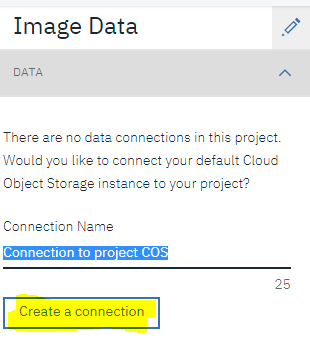 Image Data
DATA
There are no data connections in this project.
Would you like to connect your default Cloud
Object Storage instance to your project?
Connection Name
Connection to project COS
25
Create a connection